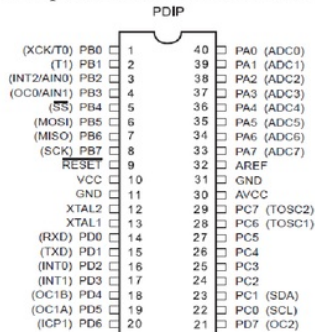 PDIP
(XCK/T0) PB0 1 40 PA0 (ADC0)
(T1) PB1 2 39 PA1 (ADC1)
(INT2/AIN0) PB2 3 38 PA2 (ADC2)
(OC0/AIN1) PB3 4 37 PA3 (ADC3)
(SS) PB4 5 36 PA4 (ADC4)
(MOSI) PB5 6 35 PA5 (ADC5)
(MISO) PB6 7 34 PA6 (ADC6)
(SCK) PB7 8 33 PA7 (ADC7)
RESET 9 32 AREF
VCC 10 31 GND
GND 11 30 AVCC
XTAL2 12 29 PC7 (TOSC2)
XTAL1 13 28 PC6 (TOSC1)
(RXD) PD0 14 27 PC5
(TXD) PD1 15 26 PC4
(INT0) PD2 16 25 PC3
(INT1) PD3 17 24 PC2
(OC1B) PD4 18 23 PC1 (SDA)
(OC1A) PD5 19 22 PC0 (SCL)
(ICP1) PD6 20 21 PD7 (OC2)